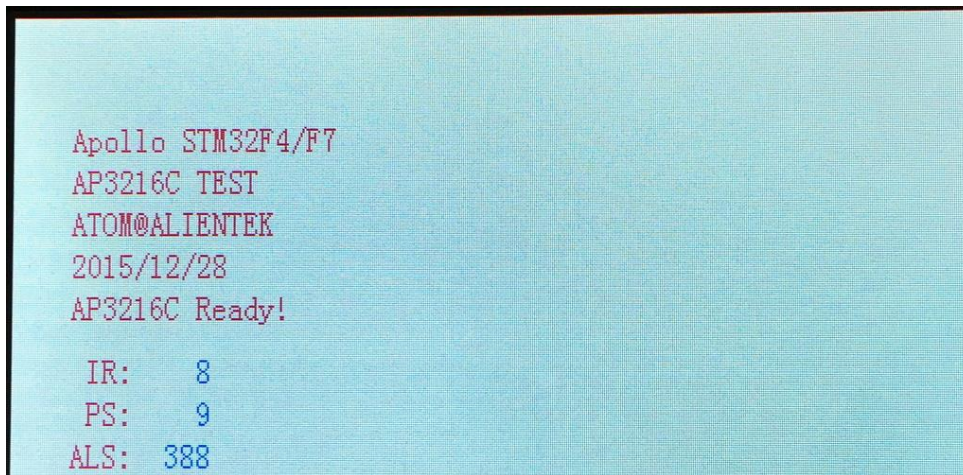 Apollo STM32F4/F7
AP3216C TEST
ATOM@ALIENTEK
2015/12/28
AP3216C Ready!
IR: 8
PS: 9
ALS: 388